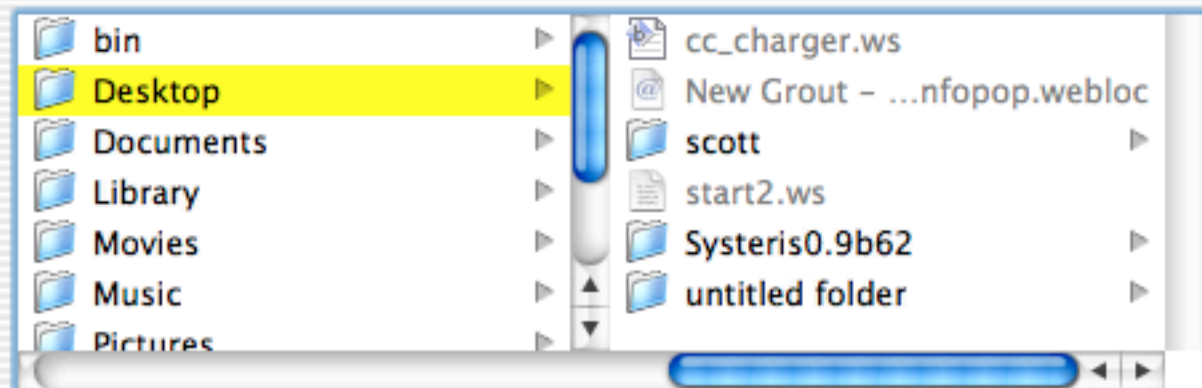 bin
Desktop
Documents
Library
Movies
Music
Pictures
cc_charger.ws
New Grout – ...nfopop.webloc
scott
start2.ws
Systeris0.9b62
untitled folder